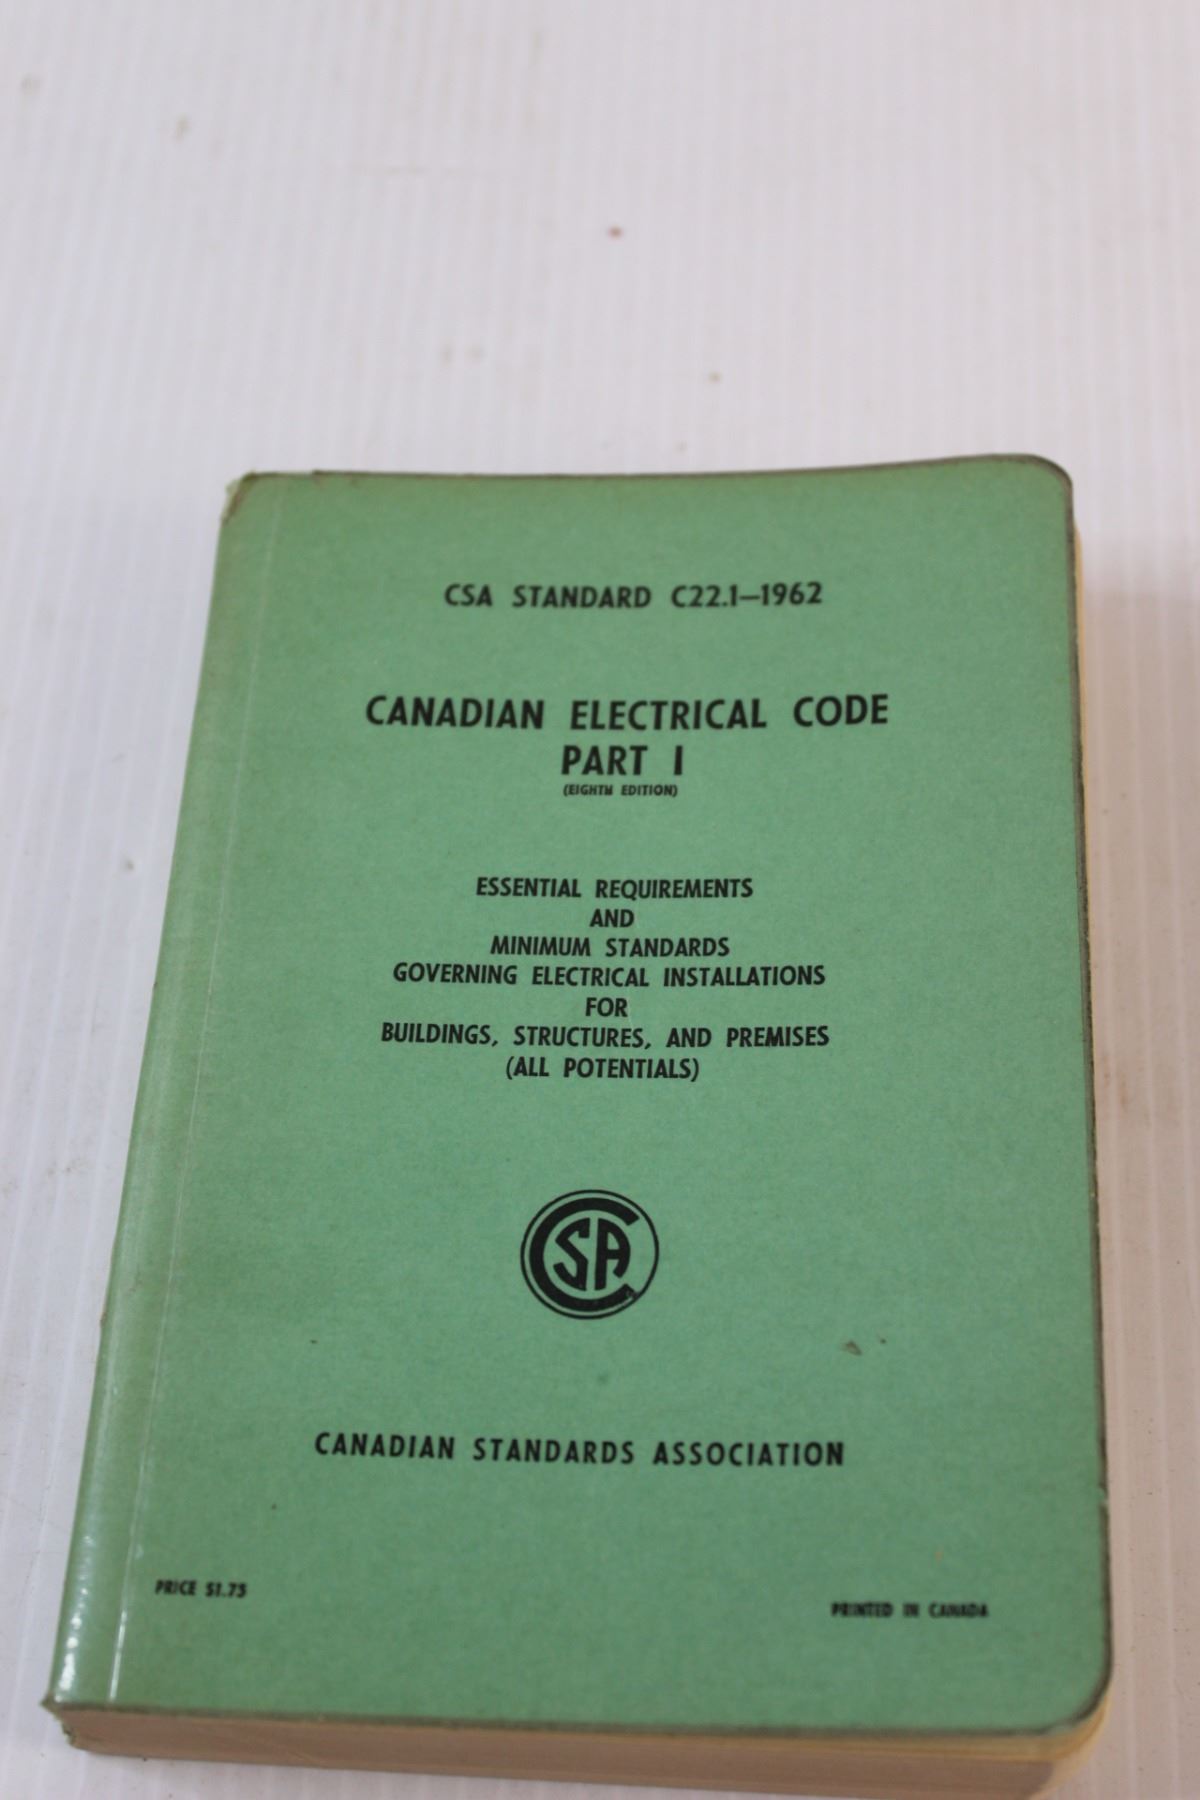 CSA STANDARD C22.1—1962
CANADIAN ELECTRICAL CODE
PART I
(EIGHTH EDITION)
ESSENTIAL REQUIREMENTS
AND
MINIMUM STANDARDS
GOVERNING ELECTRICAL INSTALLATIONS
FOR
BUILDINGS, STRUCTURES, AND PREMISES
(ALL POTENTIALS)
CSA
CANADIAN STANDARDS ASSOCIATION
PRICE $1.75
PRINTED IN CANADA